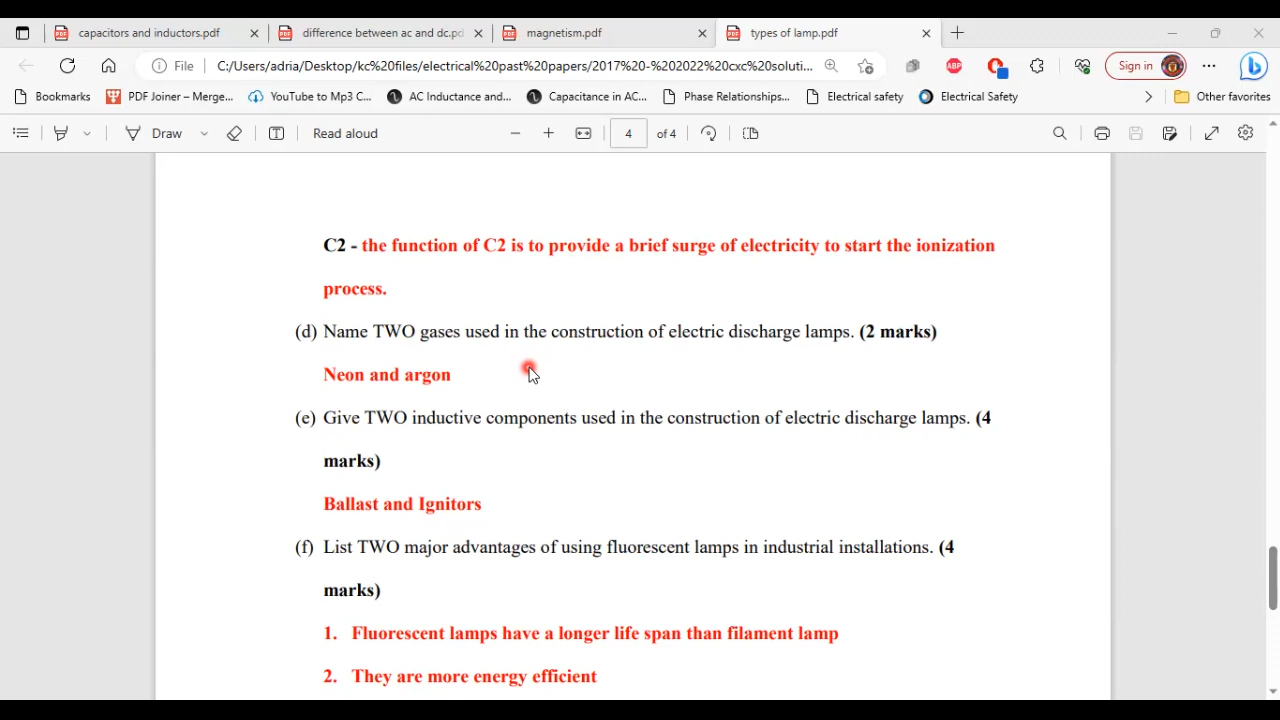 capacitors and inductors.pdf
difference between ac and dc.pd
magnetism.pdf
types of lamp.pdf
File
C:/Users/adria/Desktop/kc%20files/electrical%20past%20papers/2017%20-%202022%20cxc%20soluti...
ABP
Sign in
Bookmarks
PDF Joiner – Merge...
YouTube to Mp3 C...
AC Inductance and...
Capacitance in AC...
Phase Relationships...
Electrical safety
Electrical Safety
Other favorites
Draw
Read aloud
4
of 4
C2 - the function of C2 is to provide a brief surge of electricity to start the ionization
process.
(d) Name TWO gases used in the construction of electric discharge lamps. (2 marks)
Neon and argon
(e) Give TWO inductive components used in the construction of electric discharge lamps. (4
marks)
Ballast and Ignitors
(f) List TWO major advantages of using fluorescent lamps in industrial installations. (4
marks)
1. Fluorescent lamps have a longer life span than filament lamp
2. They are more energy efficient